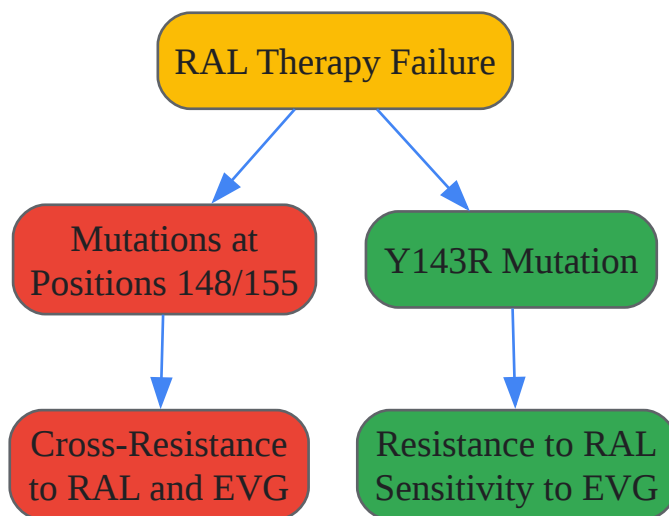 RAL Therapy Failure
Mutations at
Positions 148/155
Y143R Mutation
Cross-Resistance
to RAL and EVG
Resistance to RAL
Sensitivity to EVG